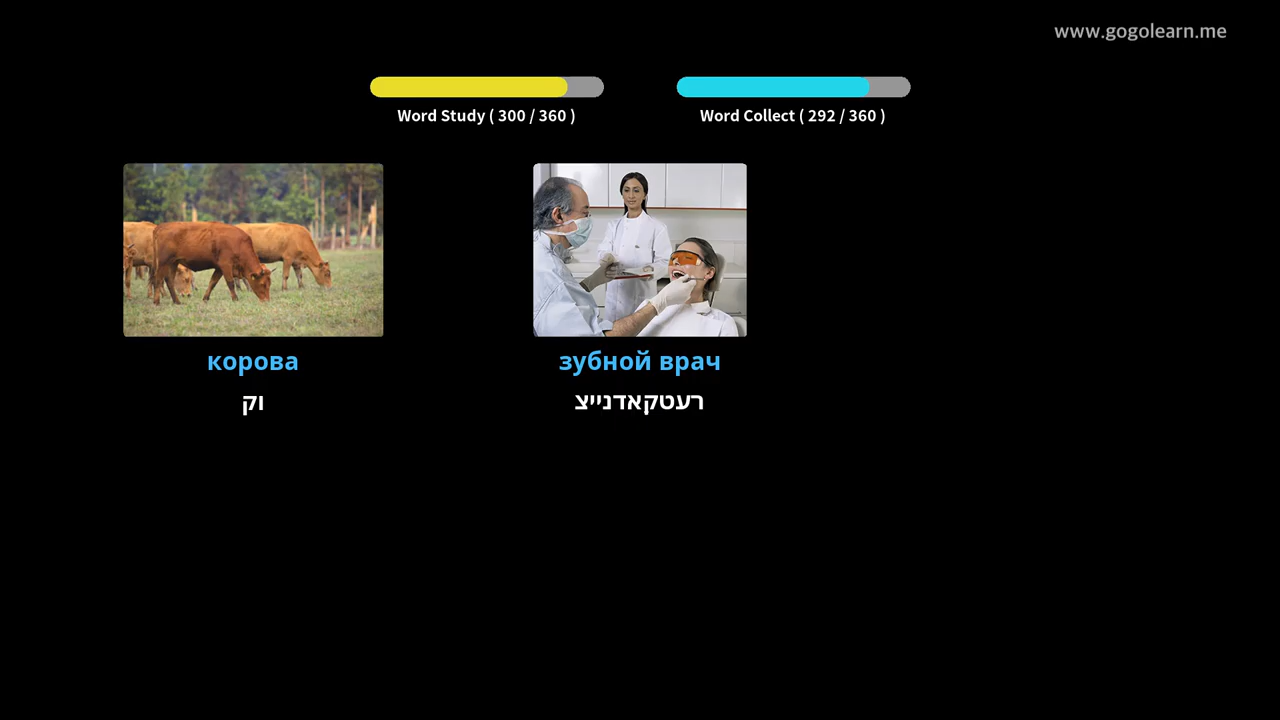 www.gogolearn.me
Word Study ( 300 / 360 )
Word Collect ( 292 / 360 )
корова
зубной врач
וק
רעטקאדנייצ